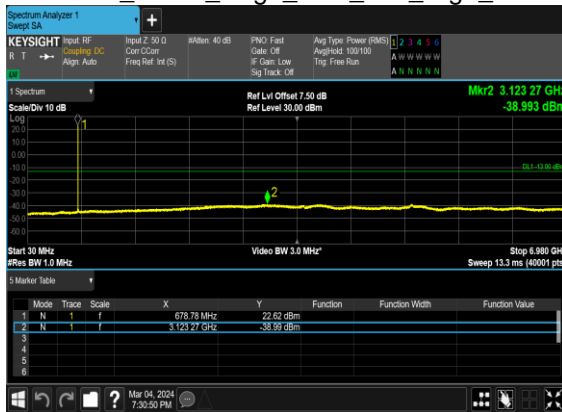 Spectrum Analyzer 1
Swept SA
+
KEYSIGHT Input: RF Input Z: 50 Ω #Atten: 40 dB PNO: Fast Avg Type: Power (RMS) 1 2 3 4 5 6
R T Coupling: DC Corr CCorr Gate: Off Avg|Hold: 100/100 A W W W W W
Align: Auto Freq Ref: Int (S) IF Gain: Low Trig: Free Run
Sig Track: Off A N N N N N
1 Spectrum Ref Lvl Offset 7.50 dB Mkr2 3.123 27 GHz
Scale/Div 10 dB Ref Level 30.00 dBm -38.993 dBm
Log
20.0
10.0
0.00
-10.0
DL1 -13.00 dBm
-20.0
-30.0
-40.0
-50.0
-60.0
1
2
Start 30 MHz Video BW 3.0 MHz* Stop 6.980 GHz
#Res BW 1.0 MHz Sweep 13.3 ms (40001 pts)
5 Marker Table
Mode Trace Scale X Y Function Function Width Function Value
1 N 1 f 678.78 MHz 22.62 dBm
2 N 1 f 3.123 27 GHz -38.99 dBm
3
4
5
6
? Mar 04, 2024
7:30:50 PM